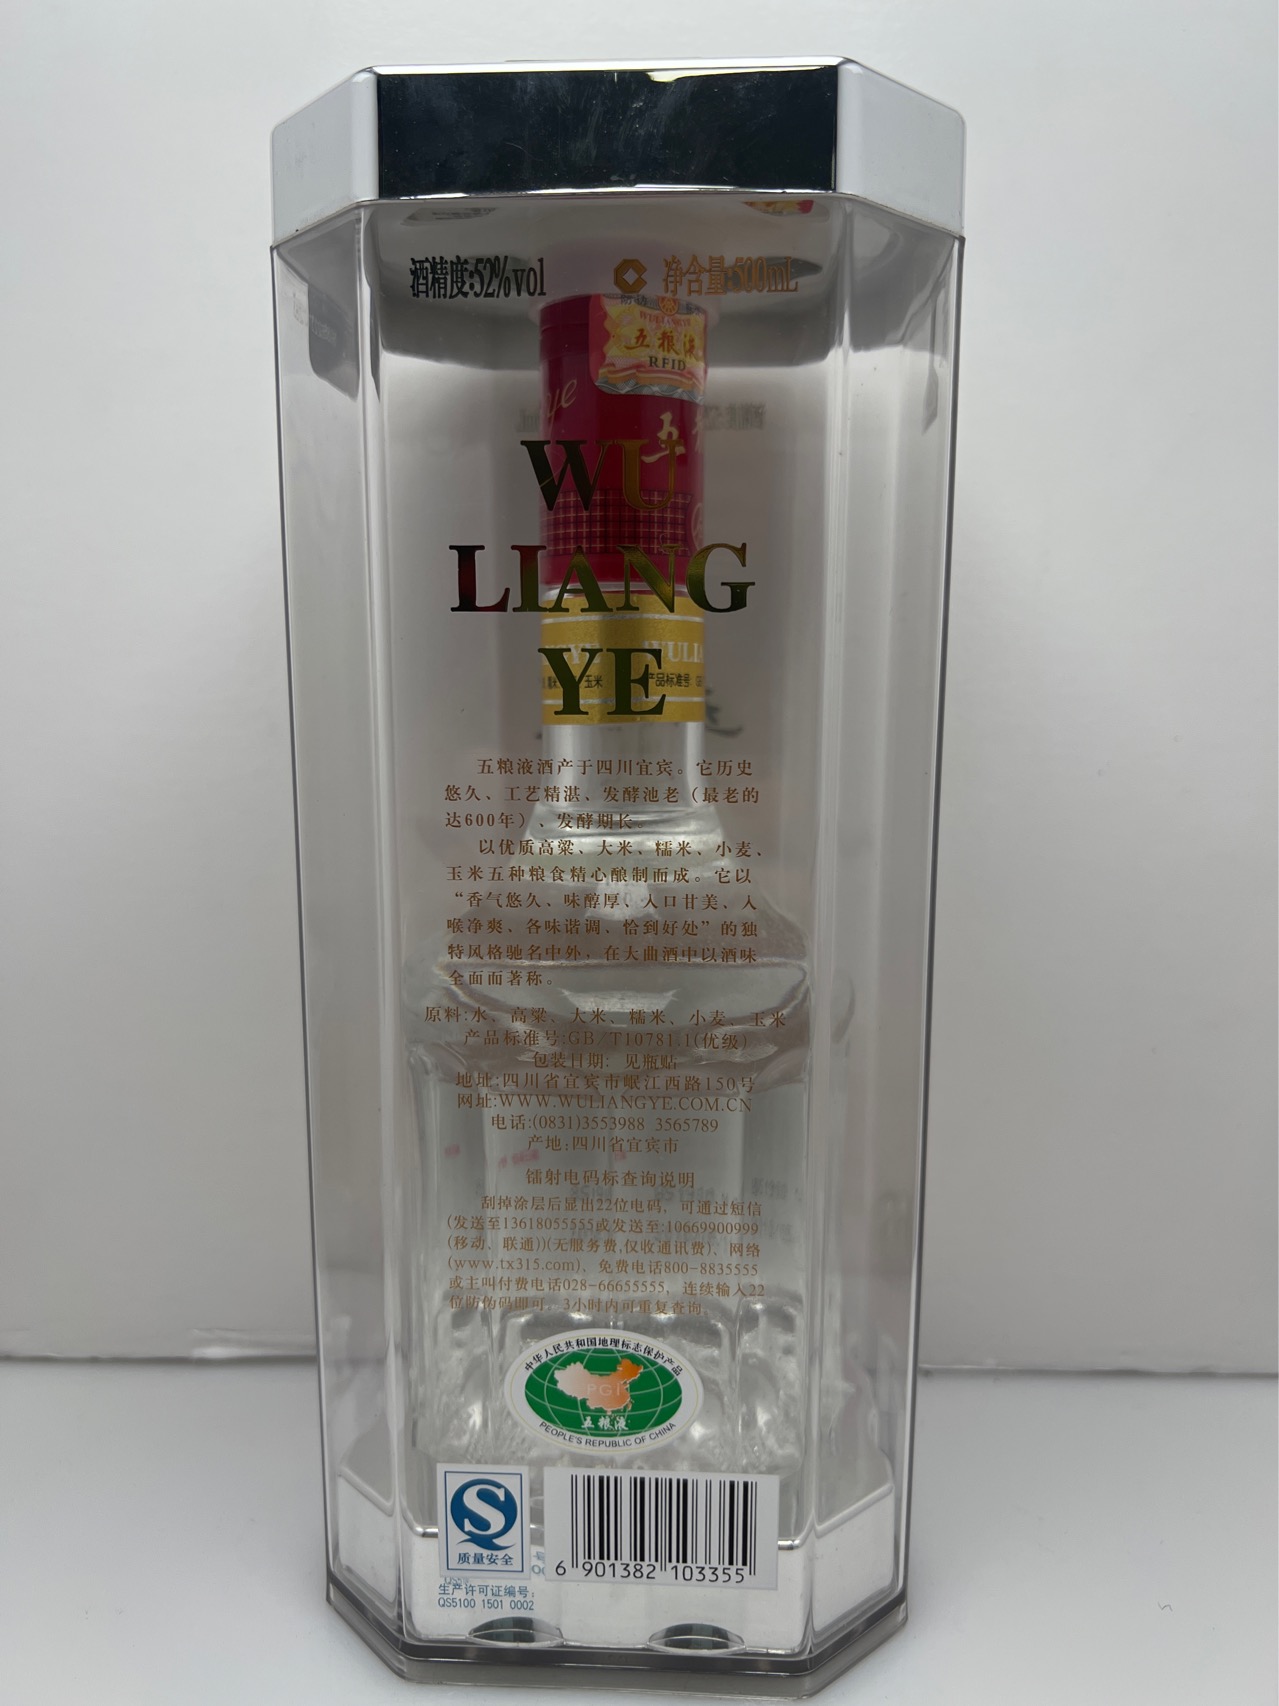 酒精度:52%vol 净含量:500mL
防伪
WULIANGYE
五粮液
RFID
ye
五
WU
LIANG
YE
WULIA
玉米 产品标准号
五粮液酒产于四川宜宾。它历史
悠久、工艺精湛、发酵池老（最老的
达600年）、发酵期长。
以优质高粱、大米、糯米、小麦、
玉米五种粮食精心酿制而成。它以
“香气悠久、味醇厚、入口甘美、入
喉净爽、各味谐调、恰到好处”的独
特风格驰名中外，在大曲酒中以酒味
全面而著称。
原料:水、高粱、大米、糯米、小麦、玉米
产品标准号:GB/T10781.1(优级)
包装日期: 见瓶贴
地址:四川省宜宾市岷江西路150号
网址:WWW.WULIANGYE.COM.CN
电话:(0831)3553988 3565789
产地:四川省宜宾市
镭射电码标查询说明
刮掉涂层后显出22位电码，可通过短信
(发送至13618055555或发送至:10669900999
(移动、联通))(无服务费,仅收通讯费)、网络
(www.tx315.com)、免费电话800-8835555
或主叫付费电话028-66655555，连续输入22
位防伪码即可，3小时内可重复查询。
中华人民共和国地理标志保护产品
PGI
五粮液
PEOPLE'S REPUBLIC OF CHINA
质量安全
生产许可证编号:
QS5100 1501 0002
6 901382 103355